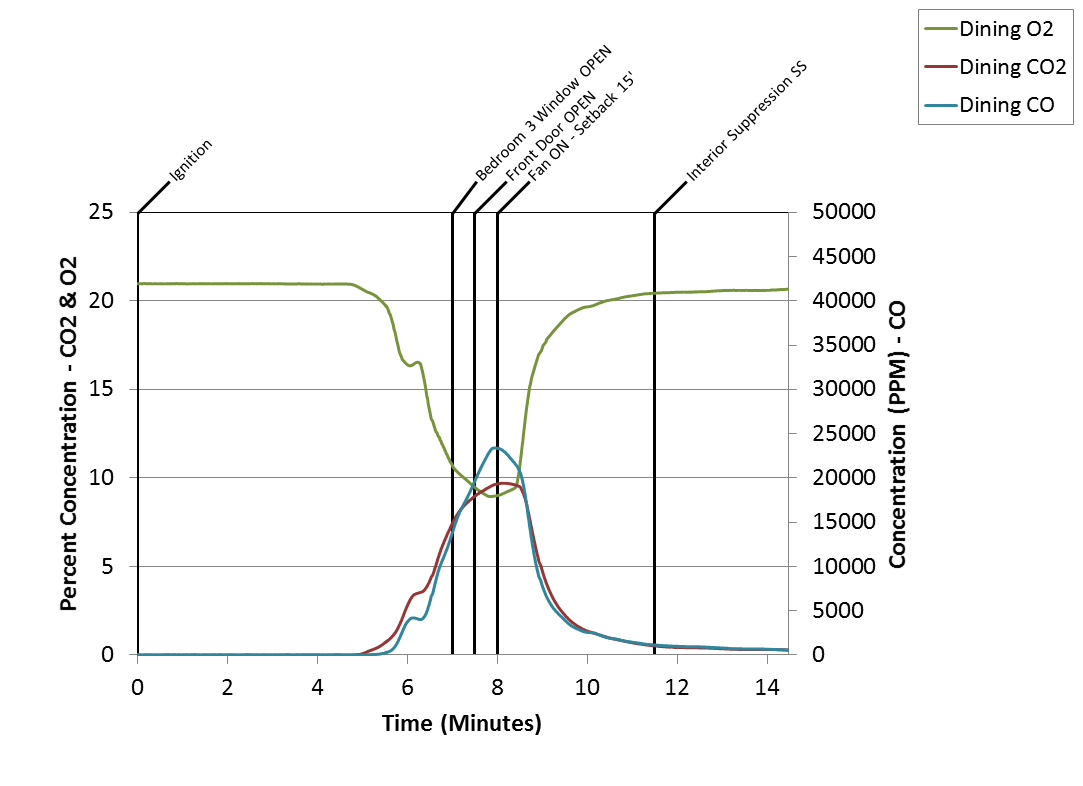 Dining O2
Dining CO2
Dining CO
Ignition
Bedroom 3 Window OPEN
Front Door OPEN
Fan ON - Setback 15'
Interior Suppression SS
25
20
15
10
5
0
Percent Concentration - CO2 & O2
50000
45000
40000
35000
30000
25000
20000
15000
10000
5000
0
Concentration (PPM) - CO
0 2 4 6 8 10 12 14
Time (Minutes)